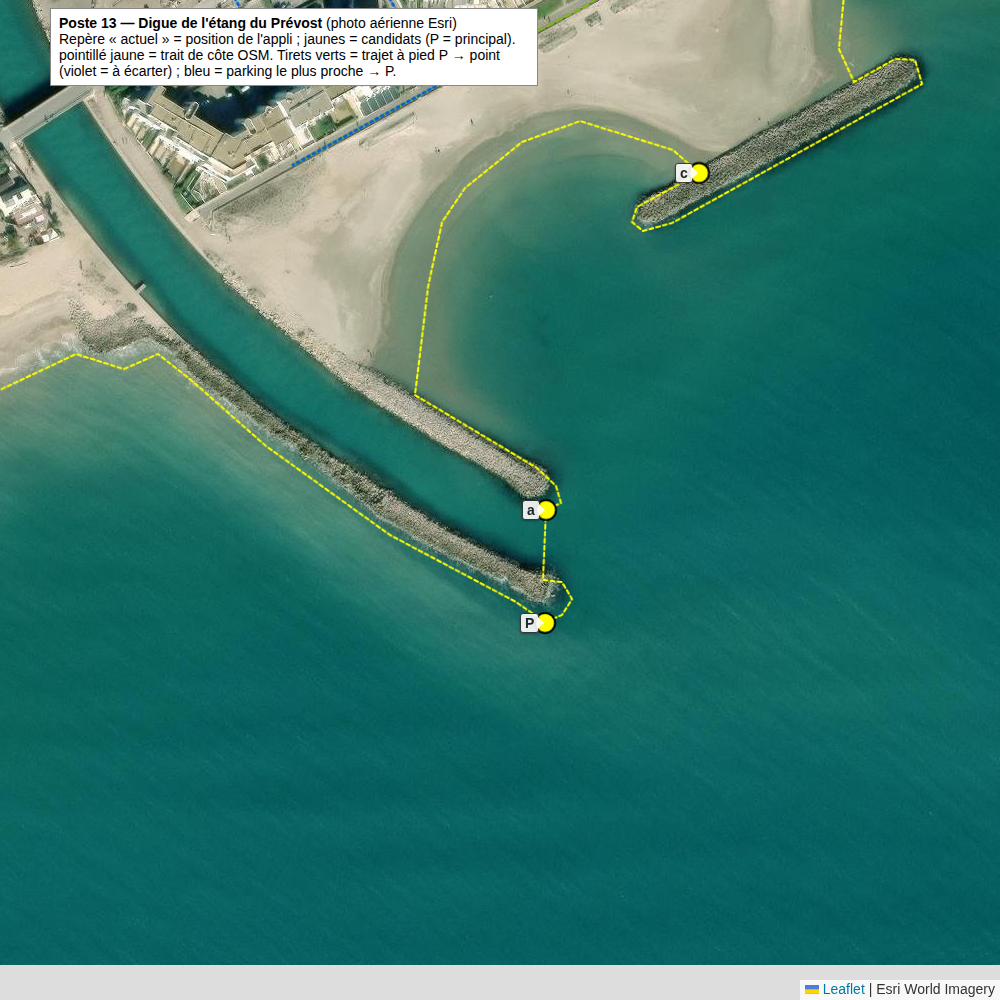 Poste 13 — Digue de l'étang du Prévost (photo aérienne Esri)
Repère « actuel » = position de l'appli ; jaunes = candidats (P = principal).
pointillé jaune = trait de côte OSM. Tirets verts = trajet à pied P → point
(violet = à écarter) ; bleu = parking le plus proche → P.
c
a
P
Leaflet | Esri World Imagery